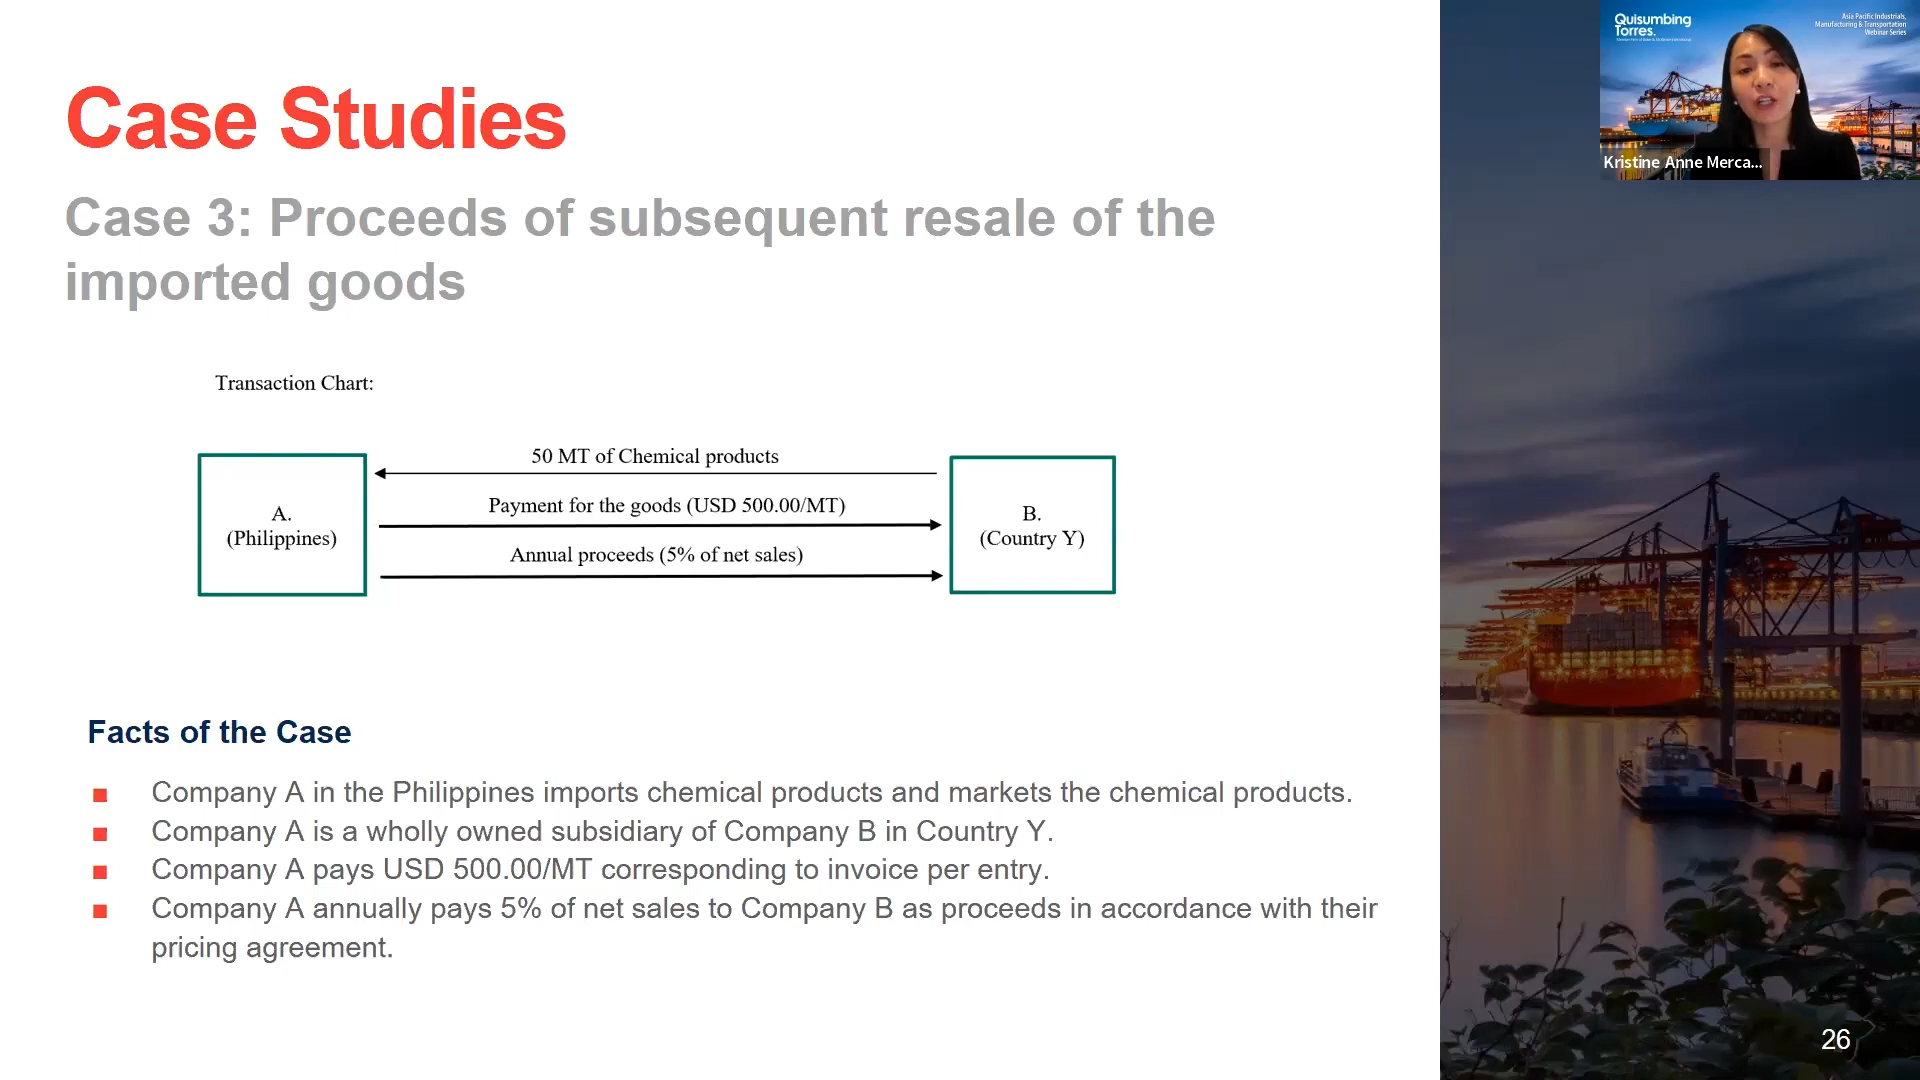 Case Studies
Case 3: Proceeds of subsequent resale of the
imported goods
Transaction Chart:
50 MT of Chemical products
Payment for the goods (USD 500.00/MT)
Annual proceeds (5% of net sales)
A.
(Philippines)
B.
(Country Y)
Facts of the Case
Company A in the Philippines imports chemical products and markets the chemical products.
Company A is a wholly owned subsidiary of Company B in Country Y.
Company A pays USD 500.00/MT corresponding to invoice per entry.
Company A annually pays 5% of net sales to Company B as proceeds in accordance with their
pricing agreement.
Quisumbing
Torres.
Asia Pacific Industrials,
Manufacturing & Transportation
Webinar Series
Kristine Anne Merca...
26